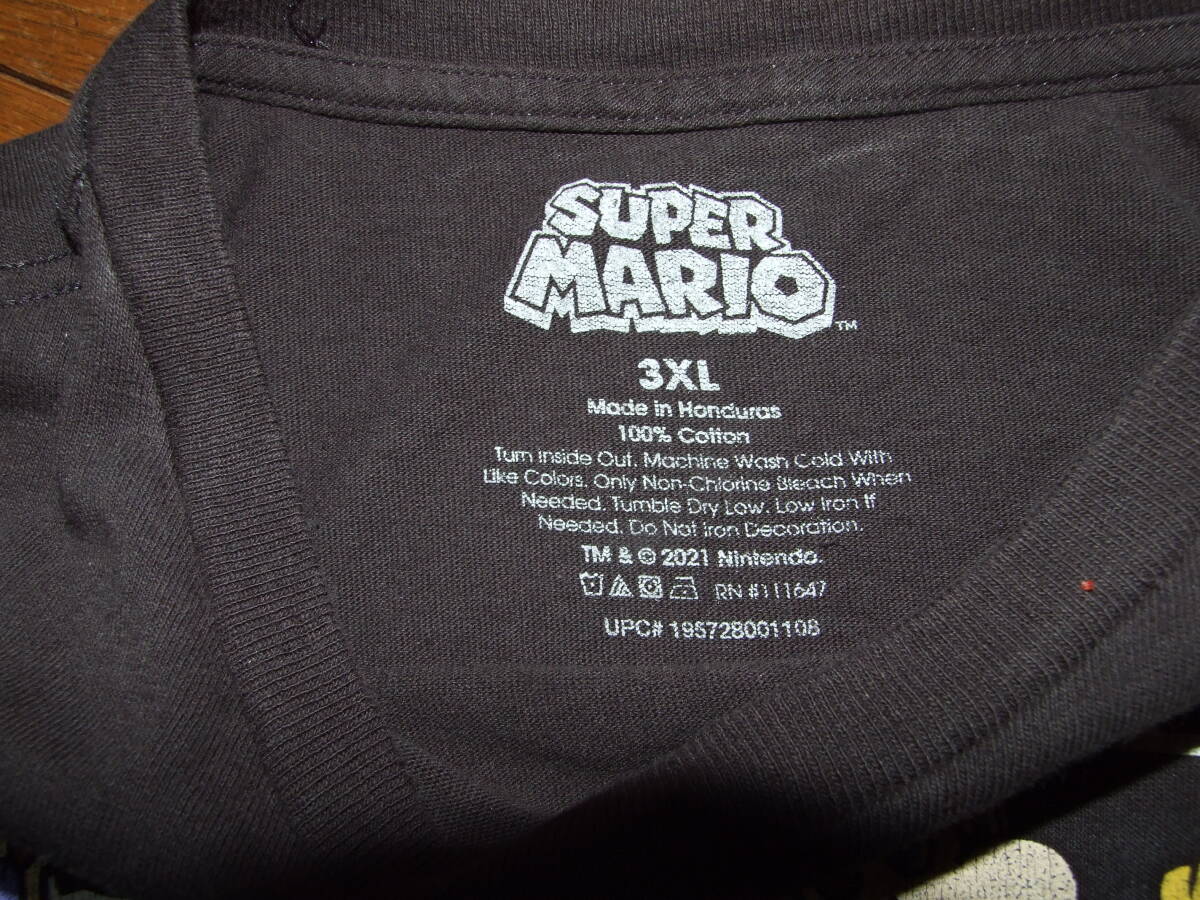 SUPER
MARIO™
3XL
Made in Honduras
100% Cotton
Turn Inside Out. Machine Wash Cold With
Like Colors. Only Non-Chlorine Bleach When
Needed. Tumble Dry Low. Low Iron If
Needed. Do Not Iron Decoration.
TM & © 2021 Nintendo.
RN #111647
UPC# 195728001108